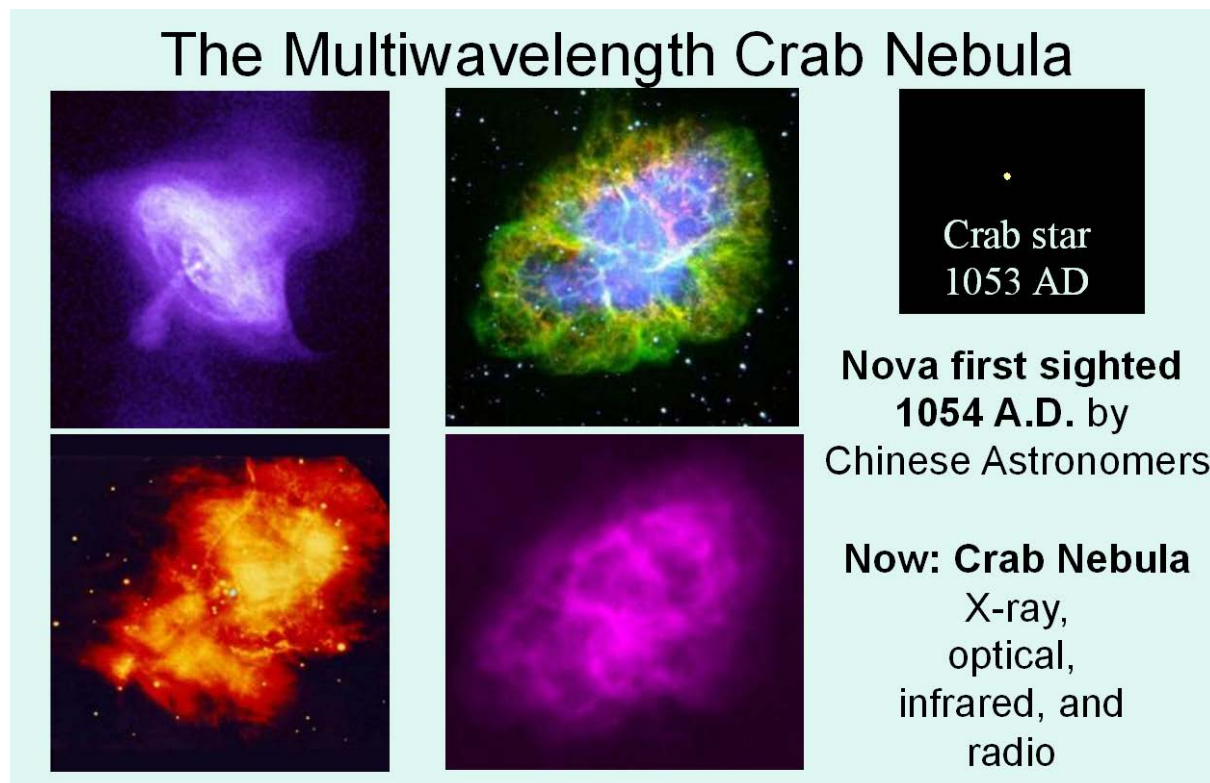 The Multiwavelength Crab Nebula
Crab star
1053 AD
Nova first sighted
1054 A.D. by
Chinese Astronomers
Now: Crab Nebula
X-ray,
optical,
infrared, and
radio